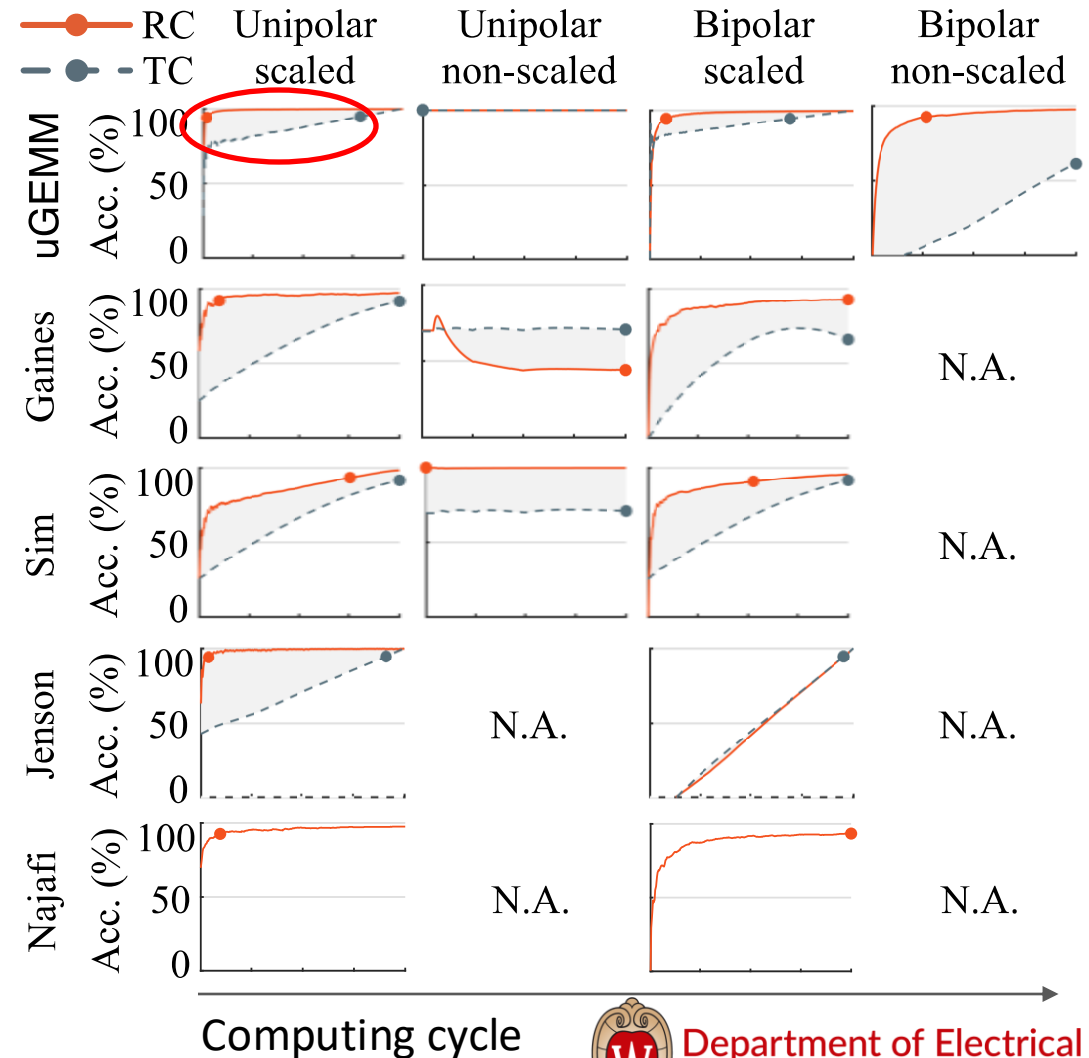 RC
TC
Unipolar
scaled
Unipolar
non-scaled
Bipolar
scaled
Bipolar
non-scaled
uGEMM
Acc. (%)
100
50
0
Gaines
Acc. (%)
100
50
0
N.A.
Sim
Acc. (%)
100
50
0
N.A.
Jenson
Acc. (%)
100
50
0
N.A.
N.A.
Najafi
Acc. (%)
100
50
0
N.A.
N.A.
Computing cycle
W
Department of Electrical